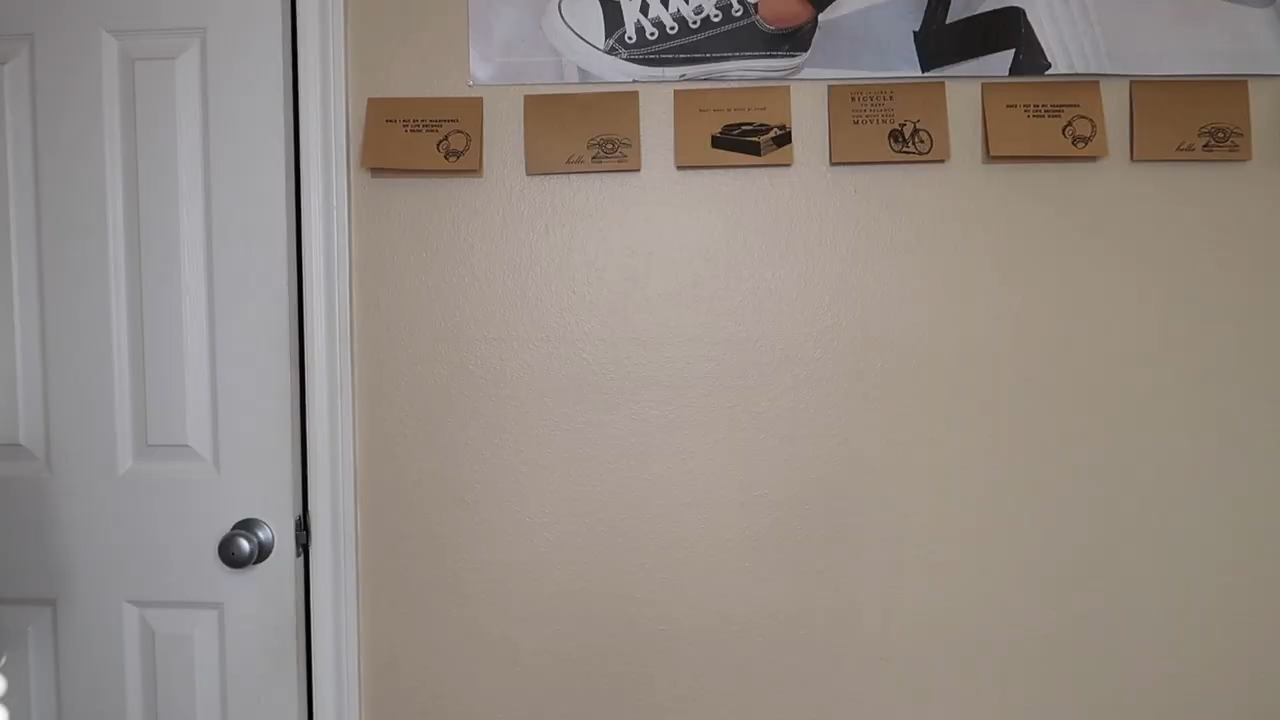 ONCE I PUT ON MY HEADPHONES,
MY LIFE BECOMES
A MUSIC VIDEO.
hello
LIFE IS LIKE A
BICYCLE
TO KEEP
YOUR BALANCE
YOU MUST KEEP
MOVING
ONCE I PUT ON MY HEADPHONES,
MY LIFE BECOMES
A MUSIC VIDEO.
hello